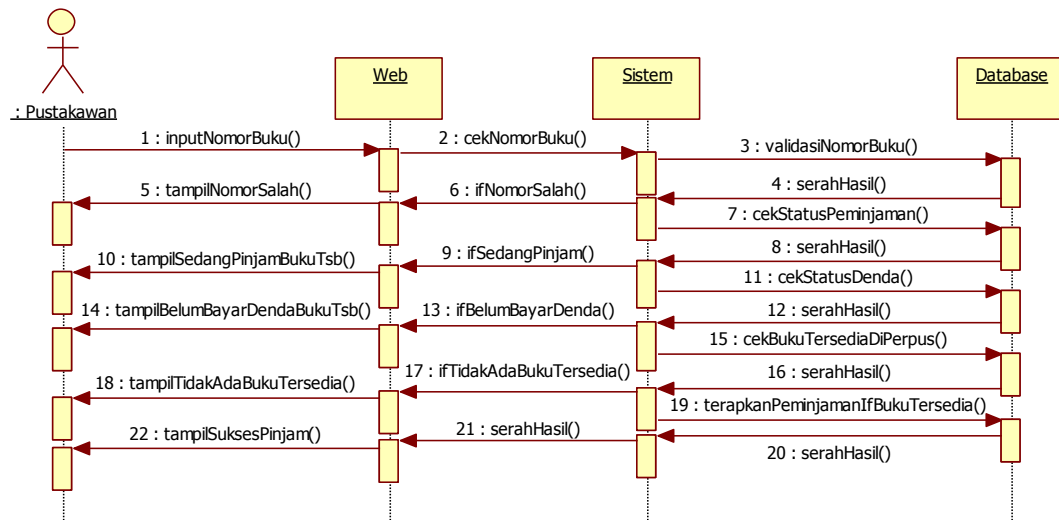 : Pustakawan
Web
Sistem
Database
1 : inputNomorBuku()
2 : cekNomorBuku()
3 : validasiNomorBuku()
4 : serahHasil()
5 : tampilNomorSalah()
6 : ifNomorSalah()
7 : cekStatusPeminjaman()
8 : serahHasil()
9 : ifSedangPinjam()
10 : tampilSedangPinjamBukuTsb()
11 : cekStatusDenda()
12 : serahHasil()
13 : ifBelumBayarDenda()
14 : tampilBelumBayarDendaBukuTsb()
15 : cekBukuTersediaDiPerpus()
16 : serahHasil()
17 : ifTidakAdaBukuTersedia()
18 : tampilTidakAdaBukuTersedia()
19 : terapkanPeminjamanIfBukuTersedia()
20 : serahHasil()
21 : serahHasil()
22 : tampilSuksesPinjam()